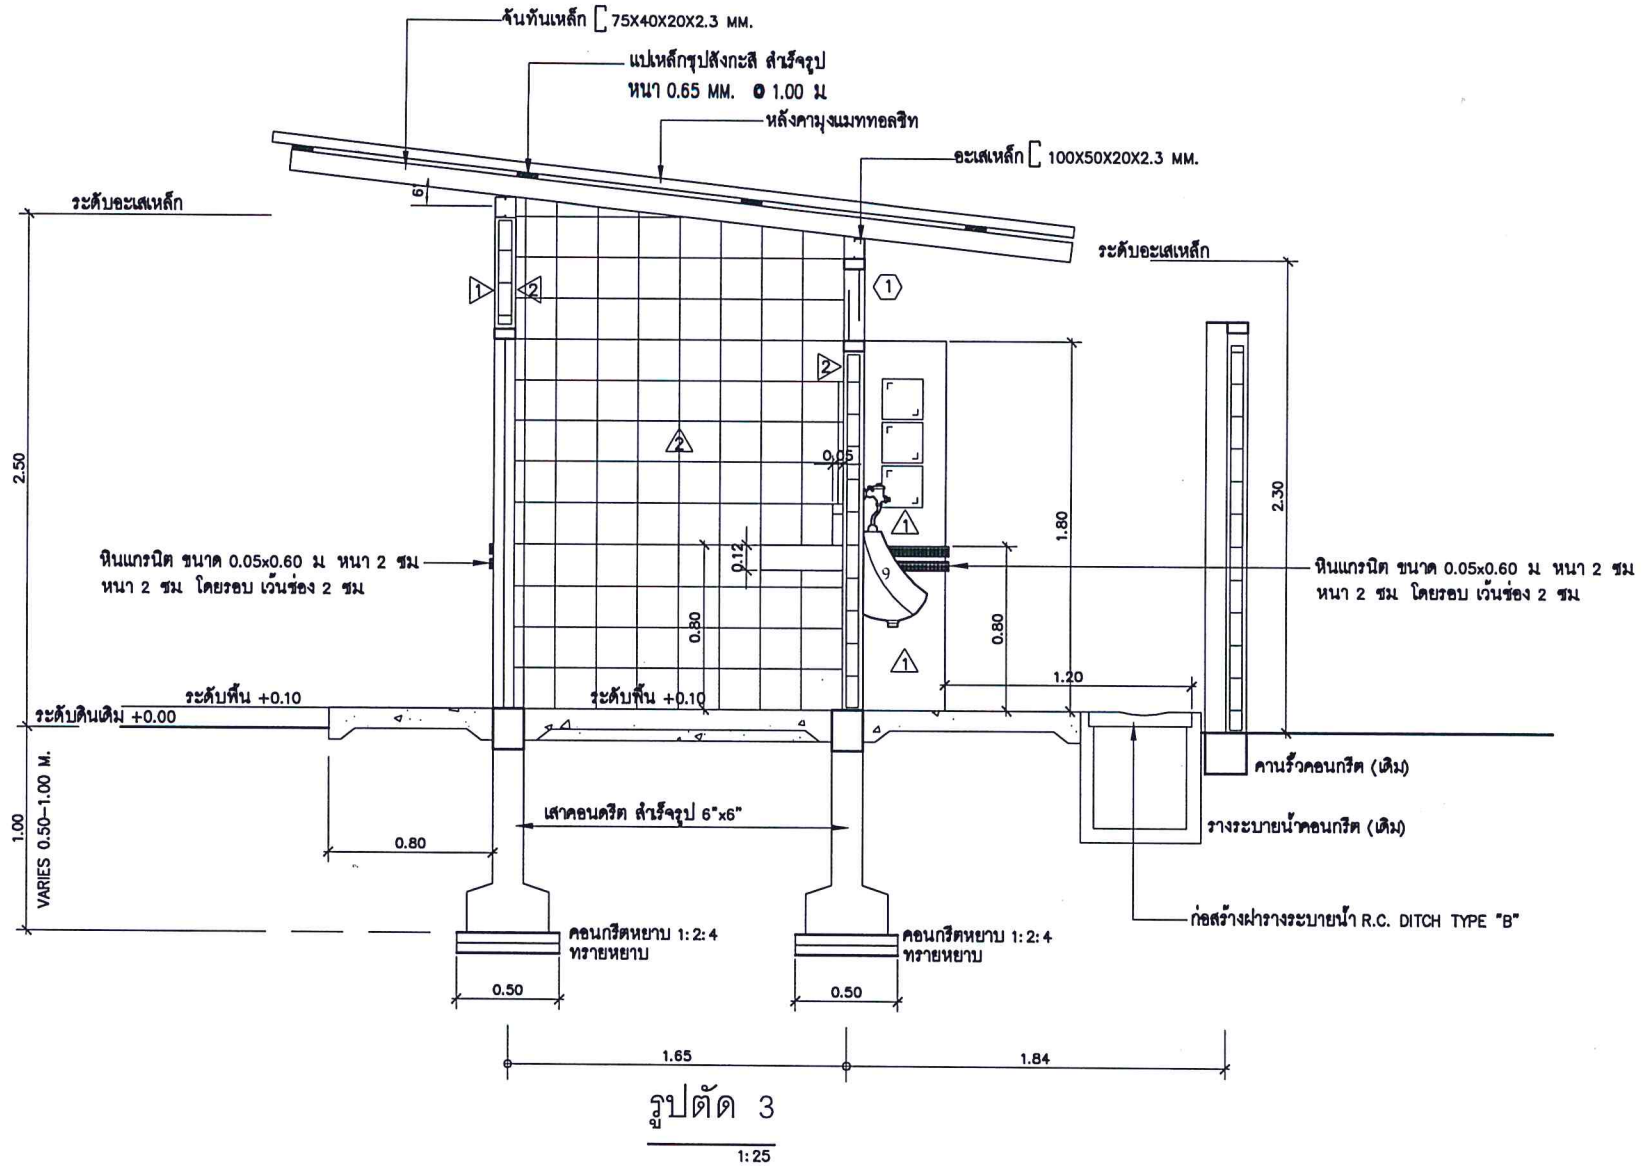 จันทันเหล็ก [ 75X40X20X2.3 MM.
แปเหล็กชุปสังกะสี สำเร็จรูป
หนา 0.65 MM. @ 1.00 ม
หลังคามุงแมททอลชีท
อะเสเหล็ก [ 100X50X20X2.3 MM.
ระดับอะเสเหล็ก
6°
ระดับอะเสเหล็ก
1
2
1
2
2
0.05
2.50
2.30
1.80
1
0.12
9
หินแกรนิต ขนาด 0.05x0.60 ม หนา 2 ซม
หนา 2 ซม โดยรอบ เว้นช่อง 2 ซม
หินแกรนิต ขนาด 0.05x0.60 ม หนา 2 ซม
หนา 2 ซม โดยรอบ เว้นช่อง 2 ซม
0.80
0.80
1
1.20
ระดับพื้น +0.10
ระดับพื้น +0.10
ระดับดินเดิม +0.00
คานรั้วคอนกรีต (เดิม)
1.00
VARIES 0.50-1.00 M.
เสาคอนดรีต สำเร็จรูป 6"x6"
รางระบายน้ำคอนกรีต (เดิม)
0.80
ก่อสร้างฝารางระบายน้ำ R.C. DITCH TYPE "B"
คอนกรีตหยาบ 1:2:4
ทรายหยาบ
คอนกรีตหยาบ 1:2:4
ทรายหยาบ
0.50
0.50
1.65
1.84
รูปตัด 3
1:25